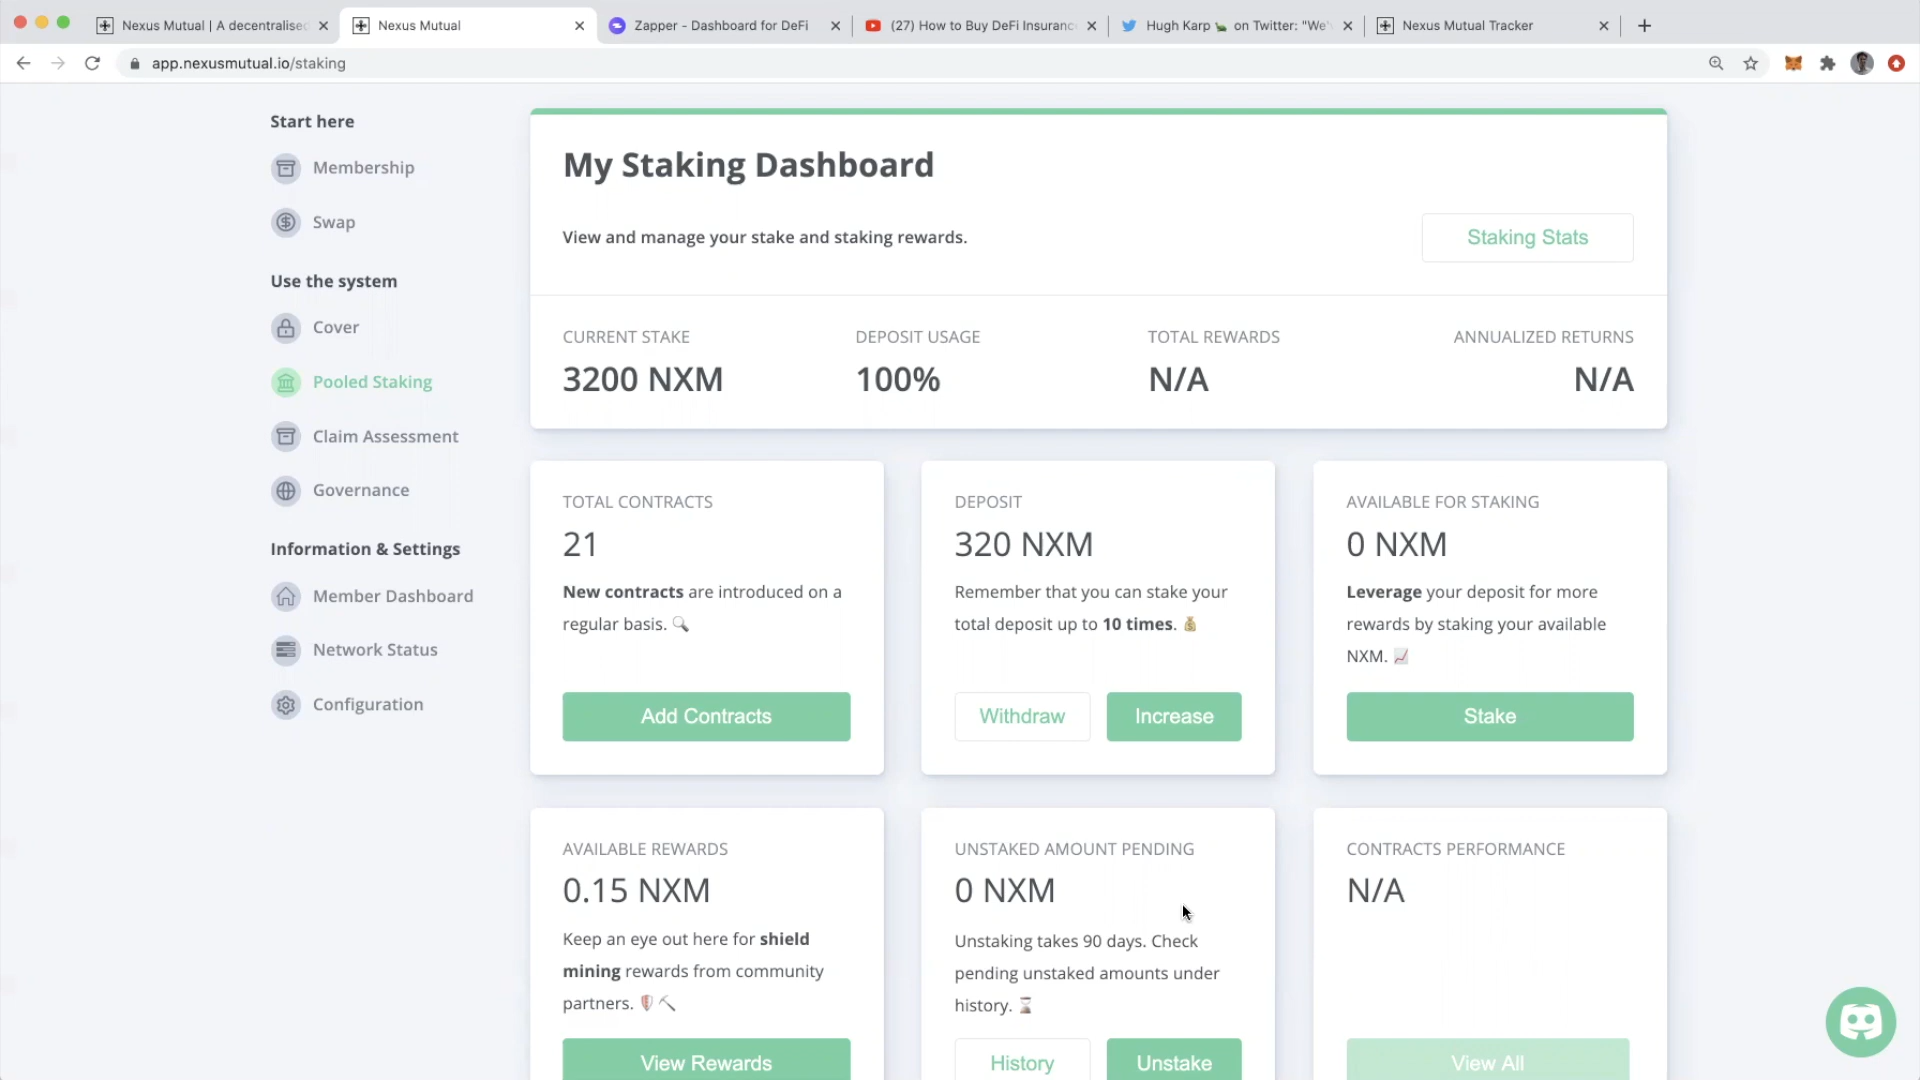 Nexus Mutual | A decentralised
Nexus Mutual
Zapper - Dashboard for DeFi
(27) How to Buy DeFi Insuranc
Hugh Karp 🐢 on Twitter: "We'v
Nexus Mutual Tracker
app.nexusmutual.io/staking
Start here
Membership
Swap
Use the system
Cover
Pooled Staking
Claim Assessment
Governance
Information & Settings
Member Dashboard
Network Status
Configuration
My Staking Dashboard
View and manage your stake and staking rewards.
Staking Stats
CURRENT STAKE
3200 NXM
DEPOSIT USAGE
100%
TOTAL REWARDS
N/A
ANNUALIZED RETURNS
N/A
TOTAL CONTRACTS
21
New contracts are introduced on a
regular basis. 🔍
Add Contracts
DEPOSIT
320 NXM
Remember that you can stake your
total deposit up to 10 times. 💰
Withdraw
Increase
AVAILABLE FOR STAKING
0 NXM
Leverage your deposit for more
rewards by staking your available
NXM. 📈
Stake
AVAILABLE REWARDS
0.15 NXM
Keep an eye out here for shield
mining rewards from community
partners. 🛡️⛏️
View Rewards
UNSTAKED AMOUNT PENDING
0 NXM
Unstaking takes 90 days. Check
pending unstaked amounts under
history. ⏳
History
Unstake
CONTRACTS PERFORMANCE
N/A
View All